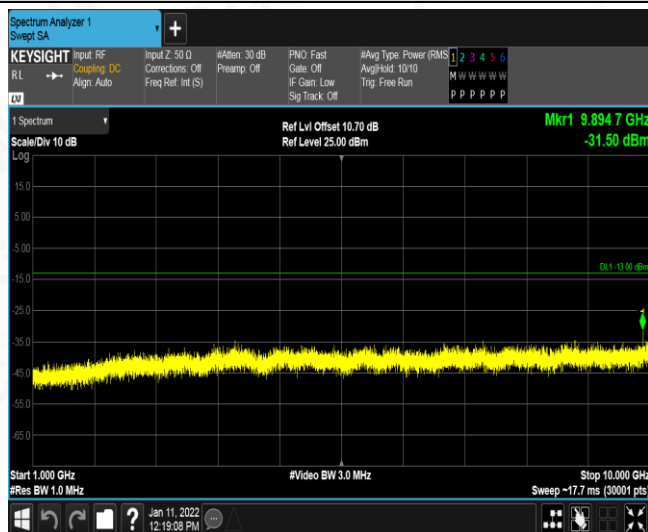 Spectrum Analyzer 1
Swept SA
+
KEYSIGHT Input: RF Input Z: 50 Ω #Atten: 30 dB PNO: Fast #Avg Type: Power (RMS 1 2 3 4 5 6
RL Coupling: DC Corrections: Off Preamp: Off Gate: Off Avg|Hold: 10/10 M W W W W W
Align: Auto Freq Ref: Int (S) IF Gain: Low Trig: Free Run
LXI Sig Track: Off P P P P P P
1 Spectrum Ref Lvl Offset 10.70 dB Mkr1 9.894 7 GHz
Scale/Div 10 dB Ref Level 25.00 dBm -31.50 dBm
Log
15.0
5.00
-5.00
DL1 -13.00 dBm
-15.0
-25.0
1
-35.0
-45.0
-55.0
-65.0
Start 1.000 GHz #Video BW 3.0 MHz Stop 10.000 GHz
#Res BW 1.0 MHz Sweep ~17.7 ms (30001 pts)
? Jan 11, 2022
12:19:08 PM